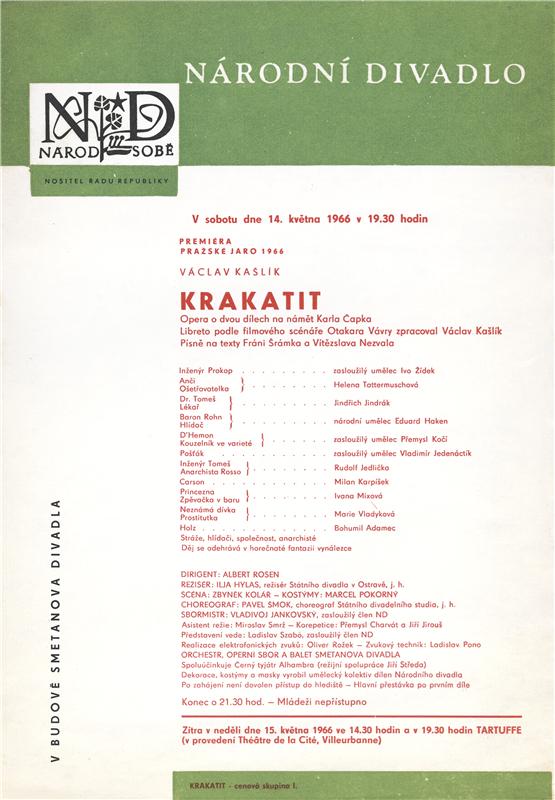 NÁRODNÍ DIVADLO
ND
NÁROD SOBĚ
NOSITEL ŘÁDU REPUBLIKY
V sobotu dne 14. května 1966 v 19.30 hodin
PREMIÉRA
PRAŽSKÉ JARO 1966
VÁCLAV KAŠLÍK
KRAKATIT
Opera o dvou dílech na námět Karla Čapka
Libreto podle filmového scénáře Otakara Vávry zpracoval Václav Kašlík
Písně na texty Fráni Šrámka a Vítězslava Nezvala
Inženýr Prokop . . . . . . . . . zasloužilý umělec Ivo Žídek
Anči
Ošetřovatelka } . . . . . . . . Helena Tattermuschová
Dr. Tomeš
Lékař } . . . . . . . . . Jindřich Jindrák
Baron Rohn
Hlídač } . . . . . . . . . národní umělec Eduard Haken
D'Hemon
Kouzelník ve varieté } . . . . . . zasloužilý umělec Přemysl Kočí
Pošťák . . . . . . . . . . . zasloužilý umělec Vladimír Jedenáctík
Inženýr Tomeš
Anarchista Rosso } . . . . . . . Rudolf Jedlička
Carson . . . . . . . . . . . Milan Karpíšek
Princezna
Zpěvačka v baru } . . . . . . . Ivana Mixová
Neznámá dívka
Prostitutka } . . . . . . . Marie Vladyková
Holz . . . . . . . . . . . . Bohumil Adamec
Stráže, hlídači, společnost, anarchisté
Děj se odehrává v horečnaté fantazii vynálezce
DIRIGENT: ALBERT ROSEN
REŽISÉR: ILJA HYLAS, režisér Státního divadla v Ostravě, j. h.
SCÉNA: ZBYNĚK KOLÁŘ – KOSTÝMY: MARCEL POKORNÝ
CHOREOGRAF: PAVEL ŠMOK, choreograf Státního divadelního studia, j. h.
SBORMISTR: VLADIVOJ JANKOVSKÝ, zasloužilý člen ND
Asistent režie: Miroslav Smrž – Korepetice: Přemysl Charvát a Jiří Jirouš
Představení vede: Ladislav Szabó, zasloužilý člen ND
Realizace elektrofonických zvuků: Oliver Rožek – Zvukový technik: Ladislav Pono
ORCHESTR, OPERNÍ SBOR A BALET SMETANOVA DIVADLA
Spoluúčinkuje Černý tyjátr Alhambra (režijní spolupráce Jiří Středa)
Dekorace, kostýmy a masky vyrobil umělecký kolektiv dílen Národního divadla
Po zahájení není dovolen přístup do hlediště – Hlavní přestávka po prvním díle
Konec o 21.30 hod. – Mládeži nepřístupno
Zítra v neděli dne 15. května 1966 ve 14.30 hodin a v 19.30 hodin TARTUFFE
(v provedení Théâtre de la Cité, Villeurbanne)
V BUDOVĚ SMETANOVA DIVADLA
KRAKATIT - cenová skupina I.